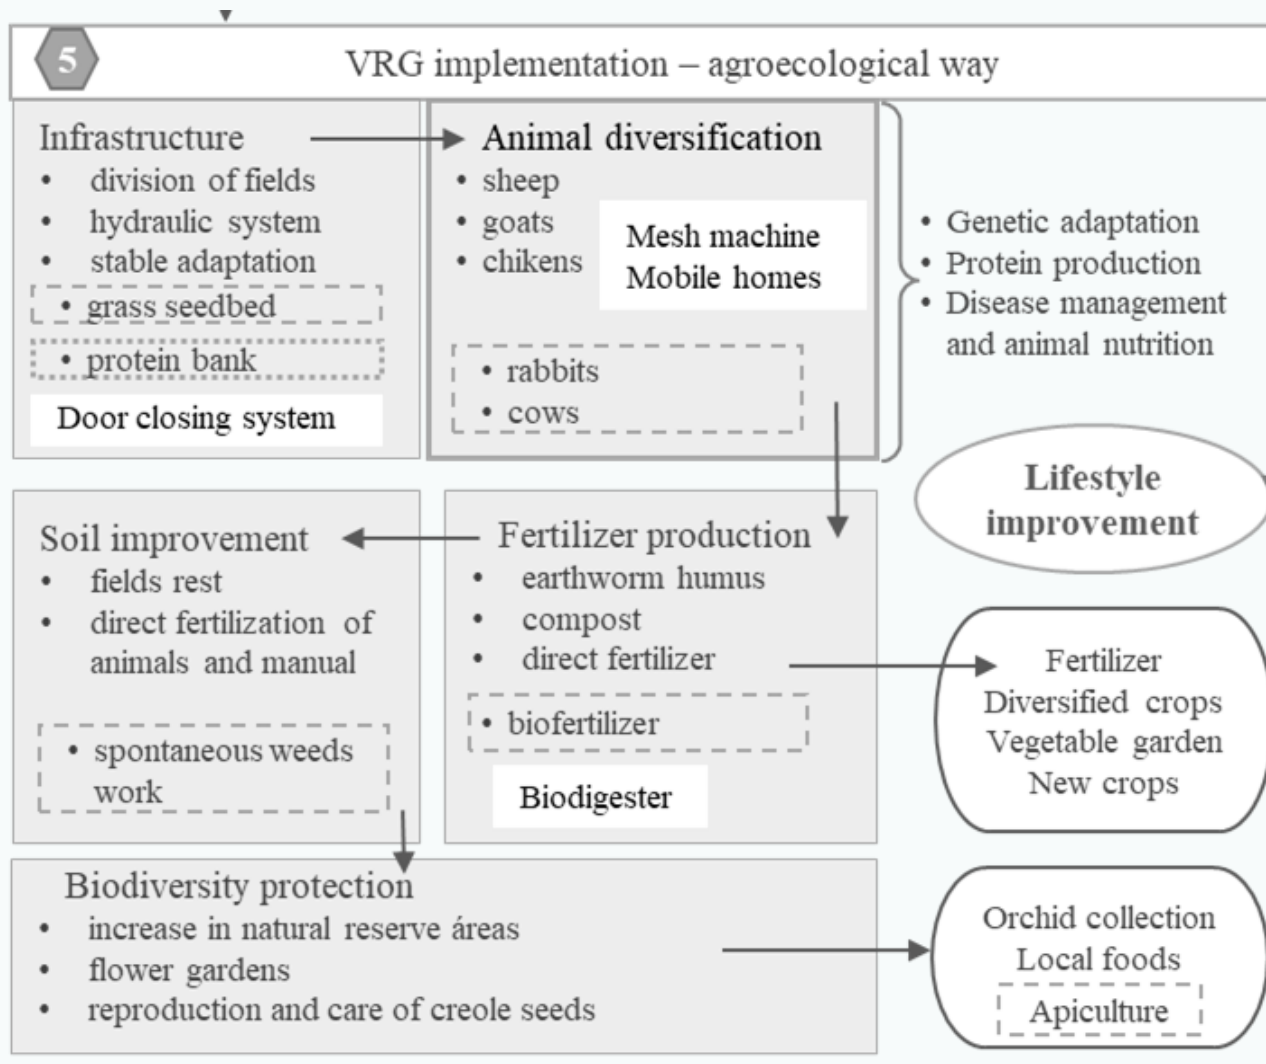 5
VRG implementation – agroecological way
Infrastructure
• division of fields
• hydraulic system
• stable adaptation
• grass seedbed
• protein bank
Door closing system
Animal diversification
• sheep
• goats
• chikens
Mesh machine
Mobile homes
• rabbits
• cows
• Genetic adaptation
• Protein production
• Disease management
and animal nutrition
Lifestyle
improvement
Soil improvement
• fields rest
• direct fertilization of
animals and manual
• spontaneous weeds
work
Fertilizer production
• earthworm humus
• compost
• direct fertilizer
• biofertilizer
Biodigester
Fertilizer
Diversified crops
Vegetable garden
New crops
Biodiversity protection
• increase in natural reserve áreas
• flower gardens
• reproduction and care of creole seeds
Orchid collection
Local foods
Apiculture